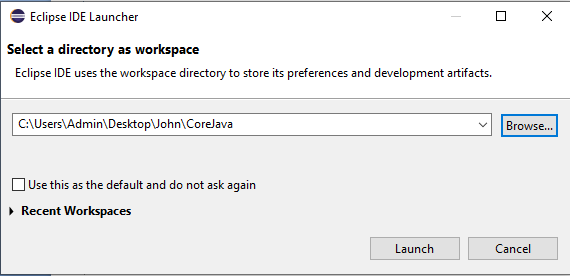 Eclipse IDE Launcher
Select a directory as workspace
Eclipse IDE uses the workspace directory to store its preferences and development artifacts.
C:\Users\Admin\Desktop\John\CoreJava
Browse...
Use this as the default and do not ask again
Recent Workspaces
Launch
Cancel